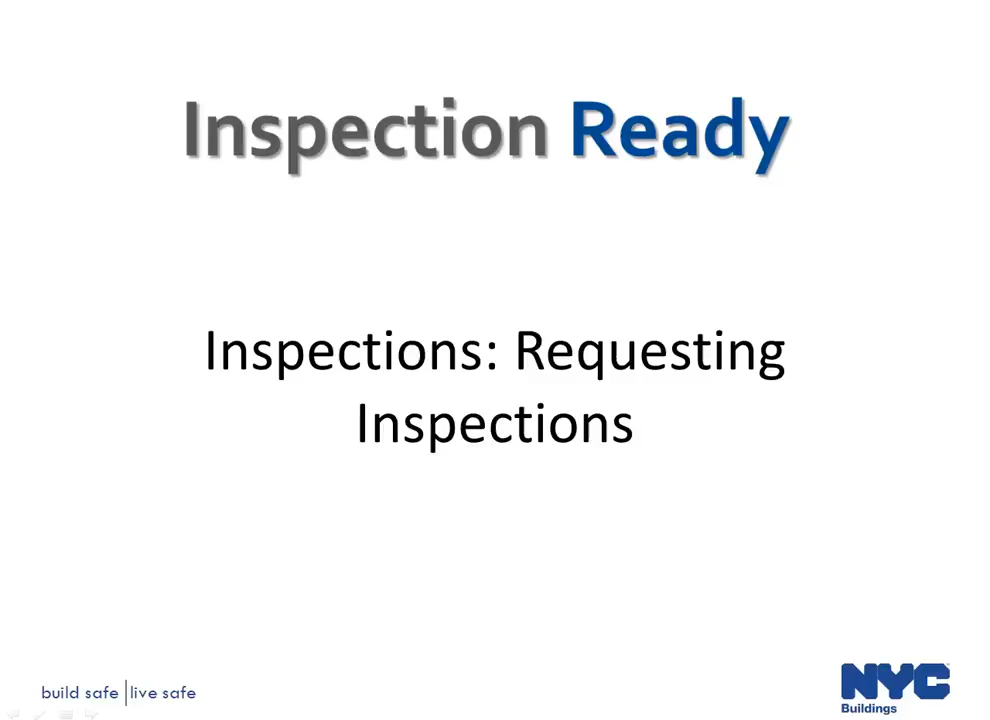 Inspection Ready
Inspections: Requesting
Inspections
build safe | live safe
NYC
Buildings